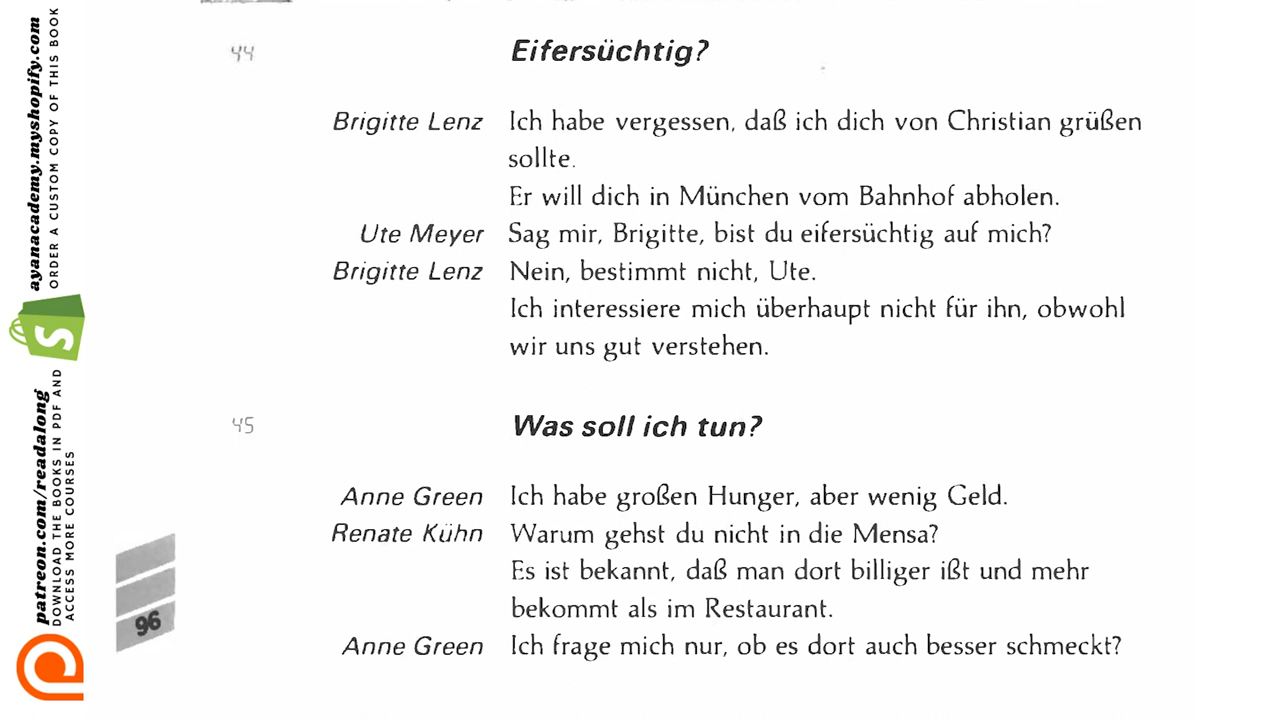 44 Eifersüchtig?
Brigitte Lenz Ich habe vergessen, daß ich dich von Christian grüßen
sollte.
Er will dich in München vom Bahnhof abholen.
Ute Meyer Sag mir, Brigitte, bist du eifersüchtig auf mich?
Brigitte Lenz Nein, bestimmt nicht, Ute.
Ich interessiere mich überhaupt nicht für ihn, obwohl
wir uns gut verstehen.
45 Was soll ich tun?
Anne Green Ich habe großen Hunger, aber wenig Geld.
Renate Kühn Warum gehst du nicht in die Mensa?
Es ist bekannt, daß man dort billiger ißt und mehr
bekommt als im Restaurant.
Anne Green Ich frage mich nur, ob es dort auch besser schmeckt?
96
ayanacademy.myshopify.com
ORDER A CUSTOM COPY OF THIS BOOK
patreon.com/readalong
DOWNLOAD THE BOOKS IN PDF AND
ACCESS MORE COURSES